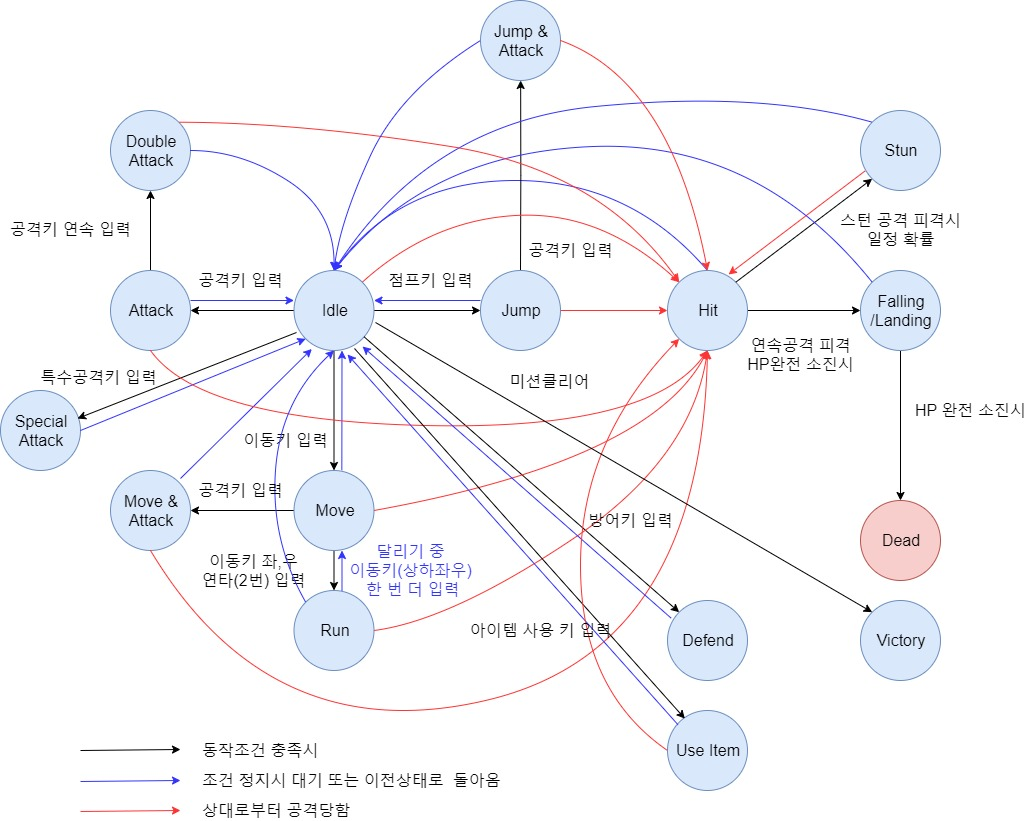 Jump &
Attack
Double
Attack
Stun
공격키 연속 입력
스턴 공격 피격시
일정 확률
공격키 입력
공격키 입력
점프키 입력
Attack
Idle
Jump
Hit
Falling
/Landing
연속공격 피격
HP완전 소진시
특수공격키 입력
미션클리어
HP 완전 소진시
Special
Attack
이동키 입력
공격키 입력
Move &
Attack
Move
방어키 입력
Dead
이동키 좌,우
연타(2번) 입력
달리기 중
이동키(상하좌우)
한 번 더 입력
Run
아이템 사용 키 입력
Defend
Victory
Use Item
동작조건 충족시
조건 정지시 대기 또는 이전상태로 돌아옴
상대로부터 공격당함